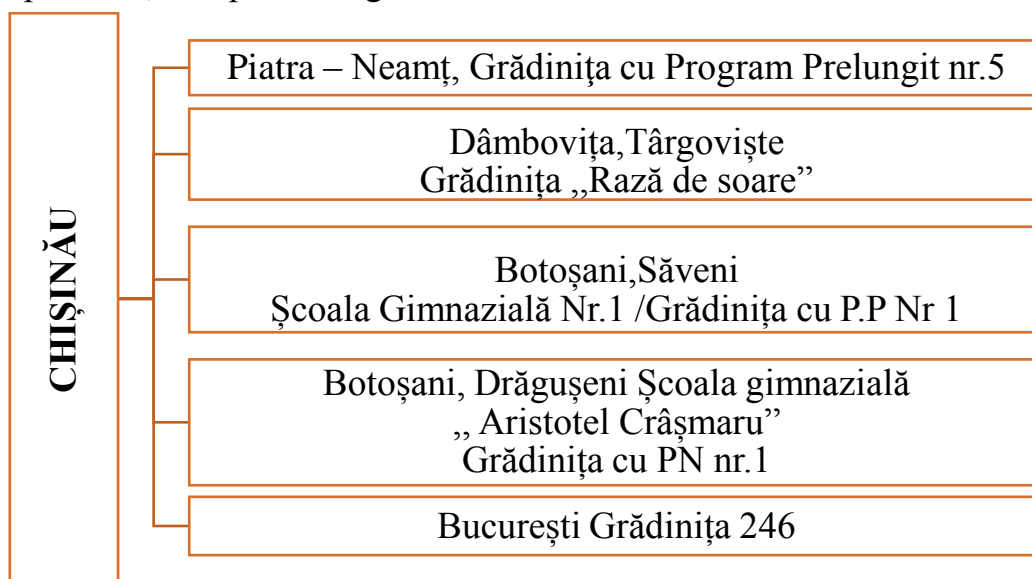 CHIȘINĂU
Piatra – Neamț, Grădiniţa cu Program Prelungit nr.5
Dâmbovița,Târgoviște
Grădinița ,,Rază de soare”
Botoșani,Săveni
Școala Gimnazială Nr.1 /Grădinița cu P.P Nr 1
Botoșani, Drăgușeni Școala gimnazială
,, Aristotel Crâșmaru”
Grădinița cu PN nr.1
București Grădinița 246